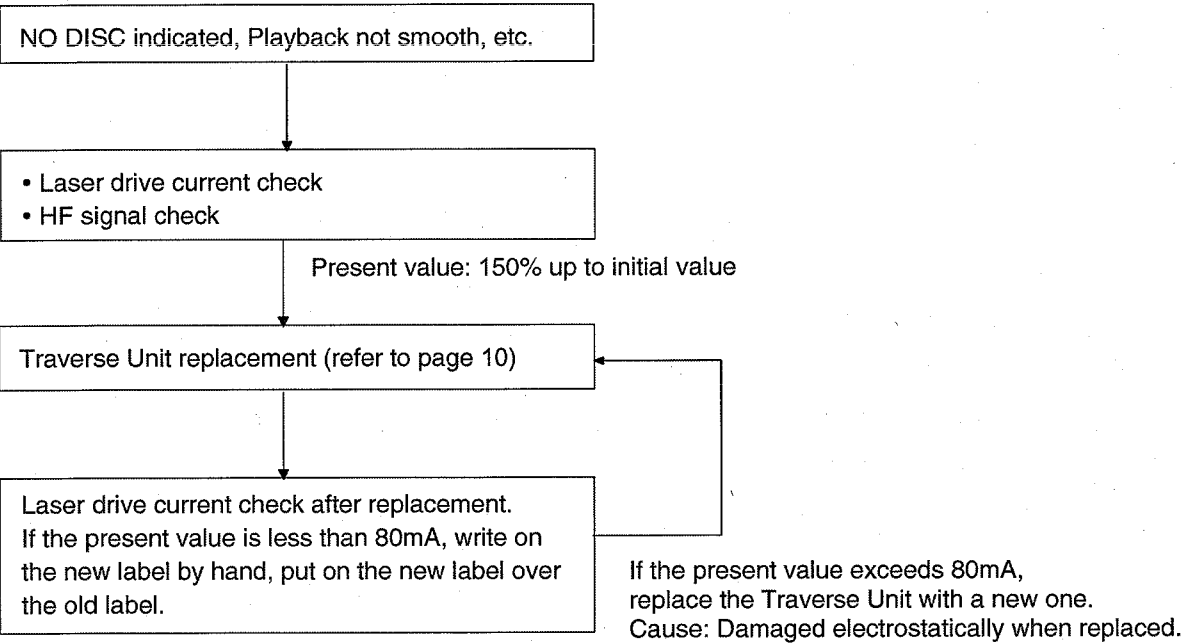 NO DISC indicated, Playback not smooth, etc.
• Laser drive current check
• HF signal check
Present value: 150% up to initial value
Traverse Unit replacement (refer to page 10)
Laser drive current check after replacement.
If the present value is less than 80mA, write on
the new label by hand, put on the new label over
the old label.
If the present value exceeds 80mA,
replace the Traverse Unit with a new one.
Cause: Damaged electrostatically when replaced.